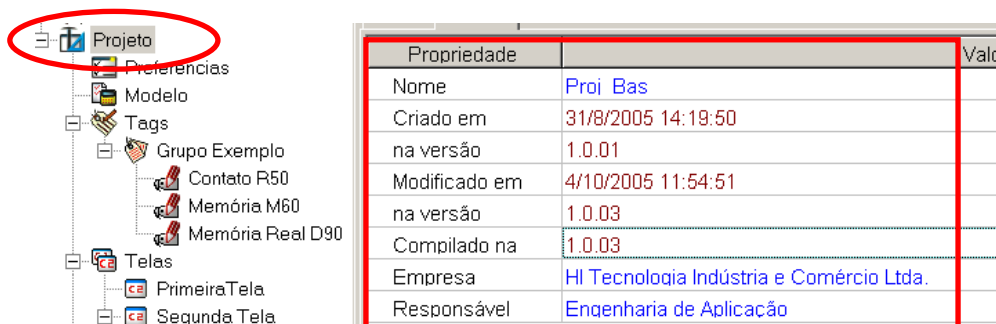 Projeto
Preferências
Modelo
Tags
Grupo Exemplo
Contato R50
Memória M60
Memória Real D90
Telas
PrimeiraTela
Segunda Tela
Propriedade Valo
Nome Proj_Bas
Criado em 31/8/2005 14:19:50
na versão 1.0.01
Modificado em 4/10/2005 11:54:51
na versão 1.0.03
Compilado na 1.0.03
Empresa HI Tecnologia Indústria e Comércio Ltda.
Responsável Engenharia de Aplicação